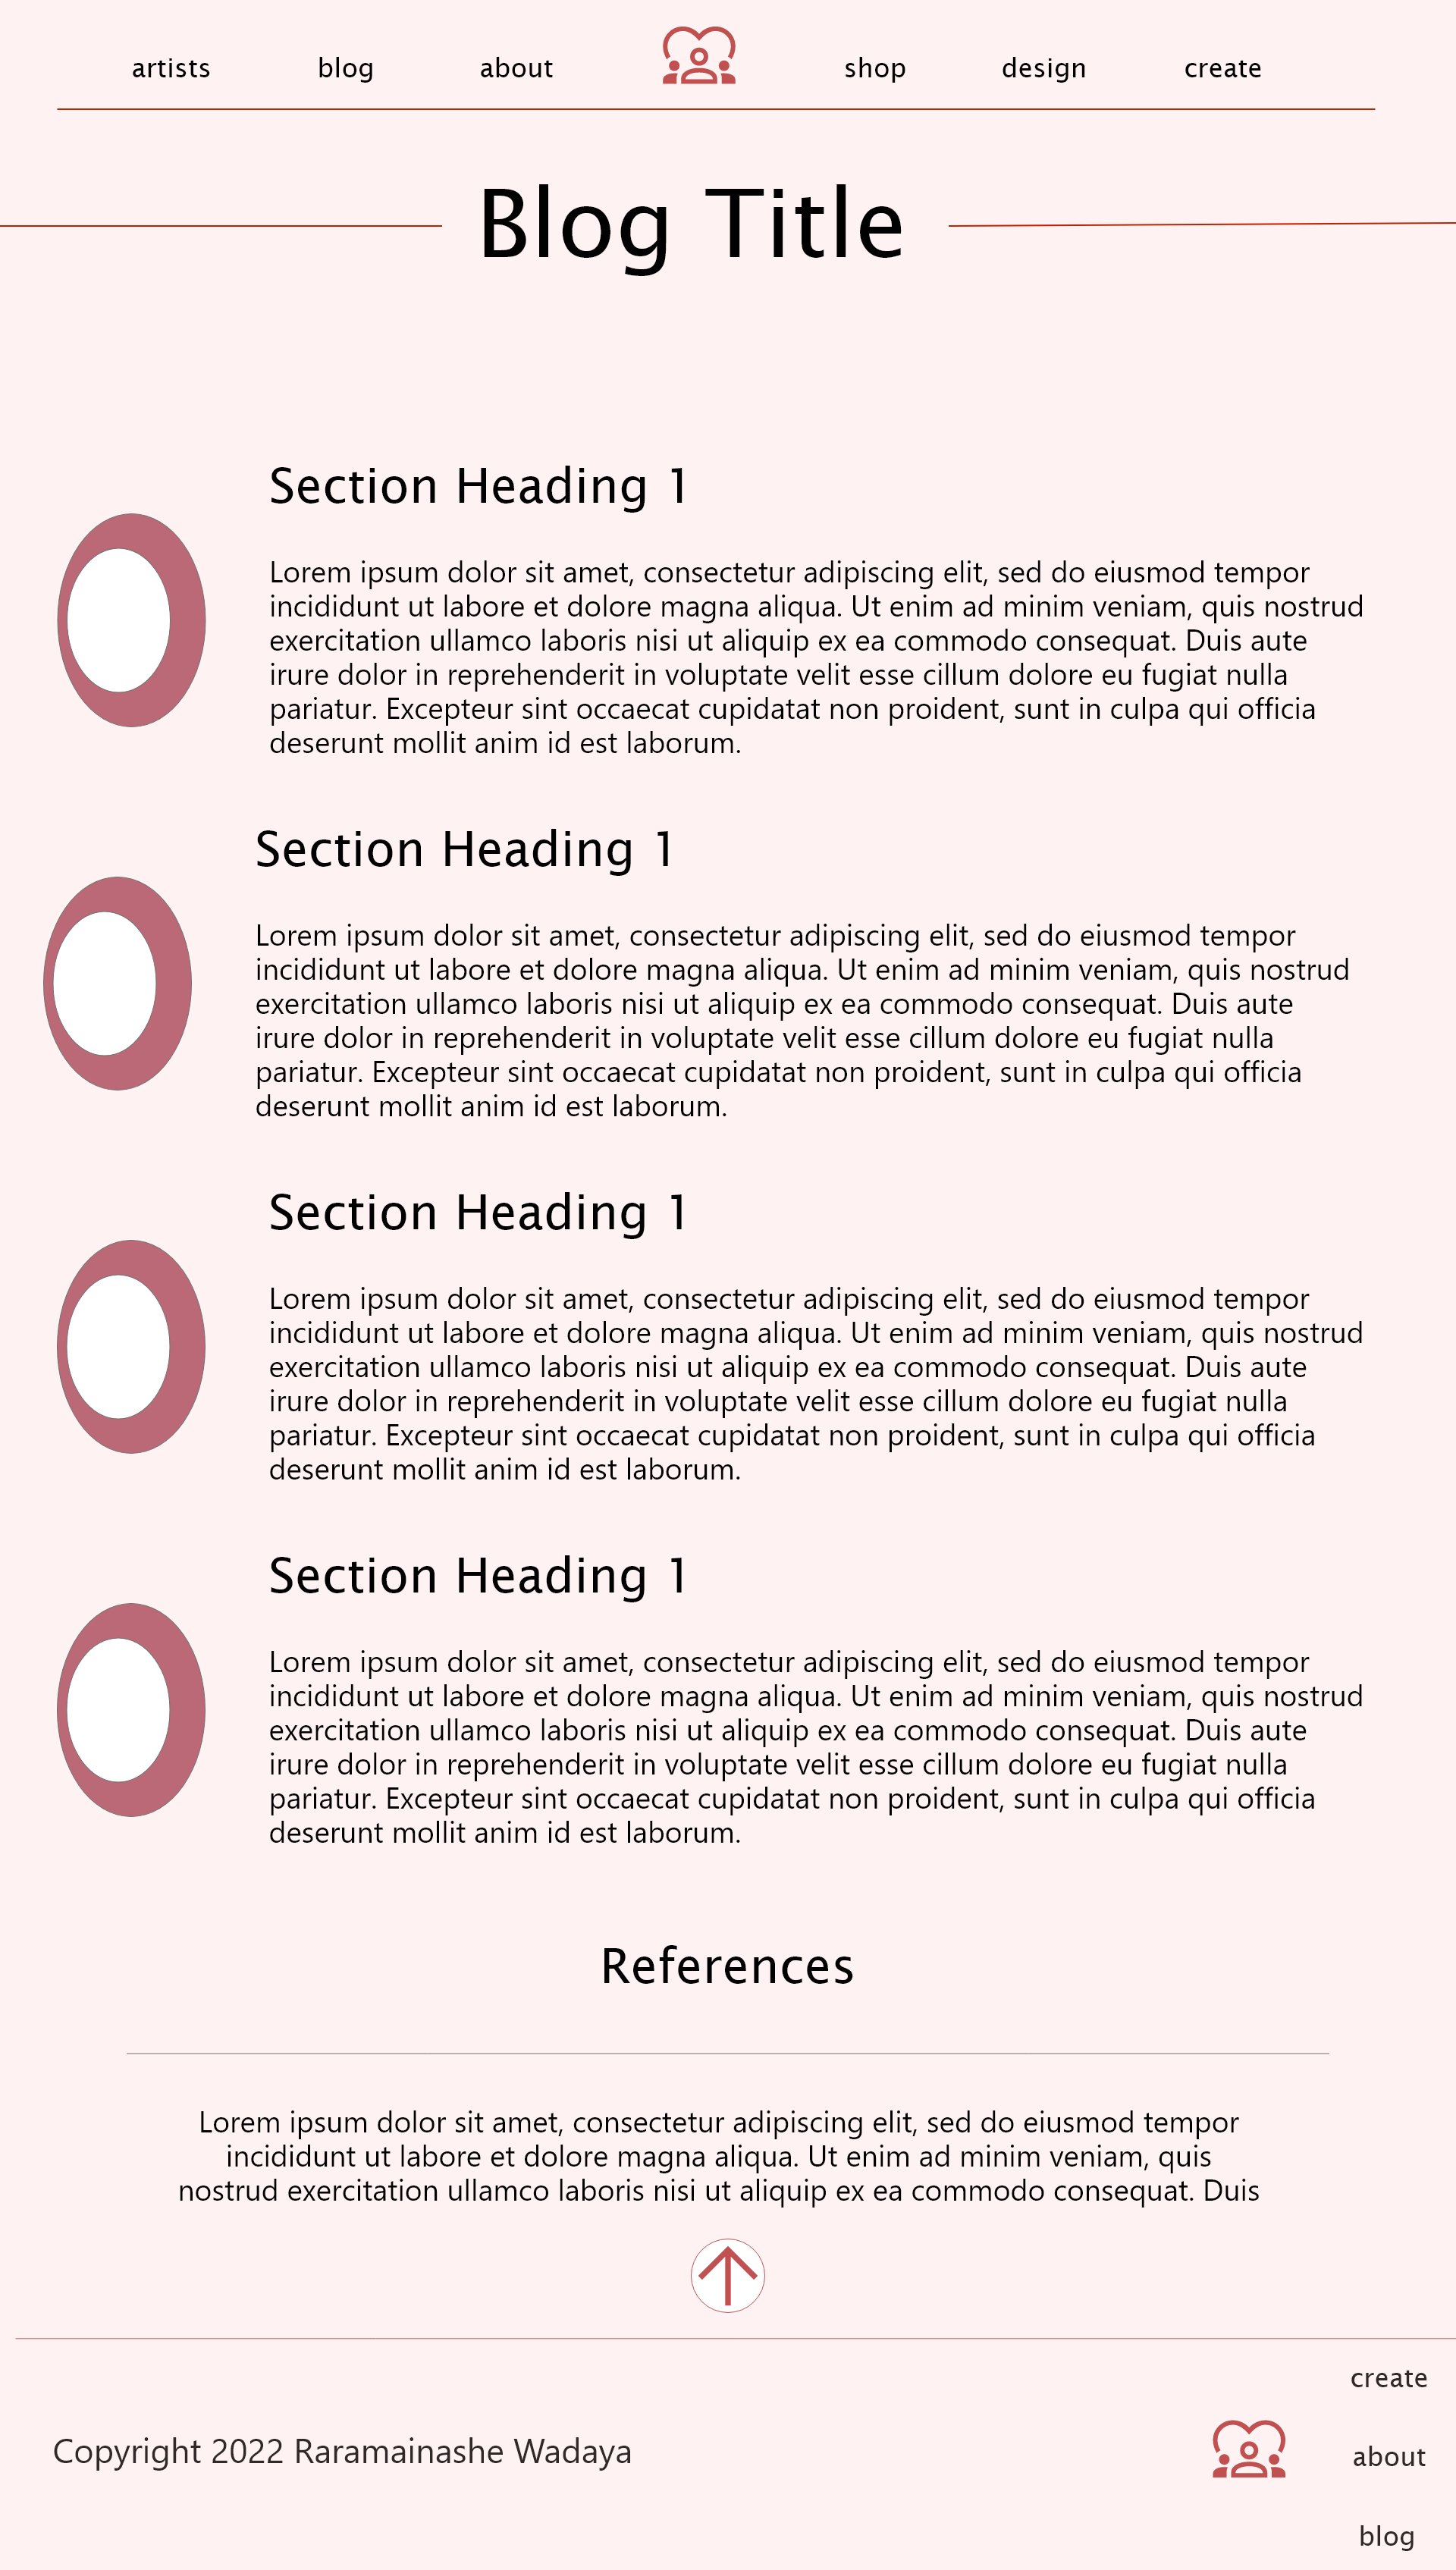 artists blog about shop design create
Blog Title
Section Heading 1
Lorem ipsum dolor sit amet, consectetur adipiscing elit, sed do eiusmod tempor
incididunt ut labore et dolore magna aliqua. Ut enim ad minim veniam, quis nostrud
exercitation ullamco laboris nisi ut aliquip ex ea commodo consequat. Duis aute
irure dolor in reprehenderit in voluptate velit esse cillum dolore eu fugiat nulla
pariatur. Excepteur sint occaecat cupidatat non proident, sunt in culpa qui officia
deserunt mollit anim id est laborum.
Section Heading 1
Lorem ipsum dolor sit amet, consectetur adipiscing elit, sed do eiusmod tempor
incididunt ut labore et dolore magna aliqua. Ut enim ad minim veniam, quis nostrud
exercitation ullamco laboris nisi ut aliquip ex ea commodo consequat. Duis aute
irure dolor in reprehenderit in voluptate velit esse cillum dolore eu fugiat nulla
pariatur. Excepteur sint occaecat cupidatat non proident, sunt in culpa qui officia
deserunt mollit anim id est laborum.
Section Heading 1
Lorem ipsum dolor sit amet, consectetur adipiscing elit, sed do eiusmod tempor
incididunt ut labore et dolore magna aliqua. Ut enim ad minim veniam, quis nostrud
exercitation ullamco laboris nisi ut aliquip ex ea commodo consequat. Duis aute
irure dolor in reprehenderit in voluptate velit esse cillum dolore eu fugiat nulla
pariatur. Excepteur sint occaecat cupidatat non proident, sunt in culpa qui officia
deserunt mollit anim id est laborum.
Section Heading 1
Lorem ipsum dolor sit amet, consectetur adipiscing elit, sed do eiusmod tempor
incididunt ut labore et dolore magna aliqua. Ut enim ad minim veniam, quis nostrud
exercitation ullamco laboris nisi ut aliquip ex ea commodo consequat. Duis aute
irure dolor in reprehenderit in voluptate velit esse cillum dolore eu fugiat nulla
pariatur. Excepteur sint occaecat cupidatat non proident, sunt in culpa qui officia
deserunt mollit anim id est laborum.
References
Lorem ipsum dolor sit amet, consectetur adipiscing elit, sed do eiusmod tempor
incididunt ut labore et dolore magna aliqua. Ut enim ad minim veniam, quis
nostrud exercitation ullamco laboris nisi ut aliquip ex ea commodo consequat. Duis
create
Copyright 2022 Raramainashe Wadaya
about
blog